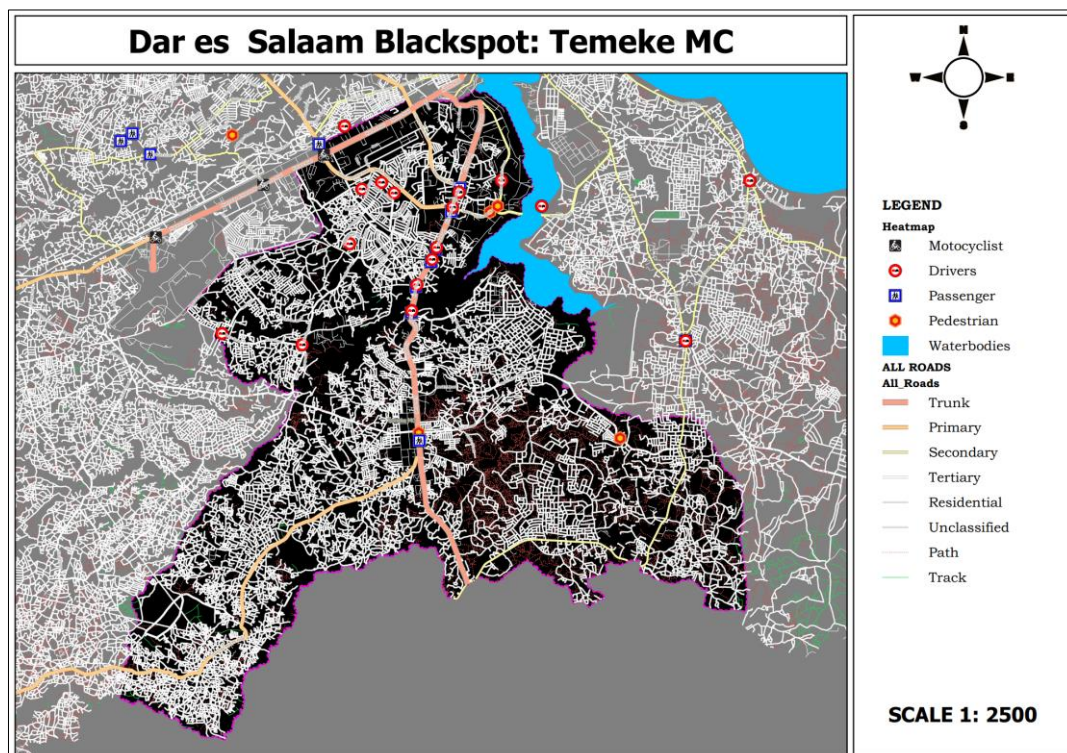 Dar es Salaam Blackspot: Temeke MC
LEGEND
Heatmap
Motocyclist
Drivers
Passenger
Pedestrian
Waterbodies
ALL ROADS
All_Roads
Trunk
Primary
Secondary
Tertiary
Residential
Unclassified
Path
Track
SCALE 1: 2500